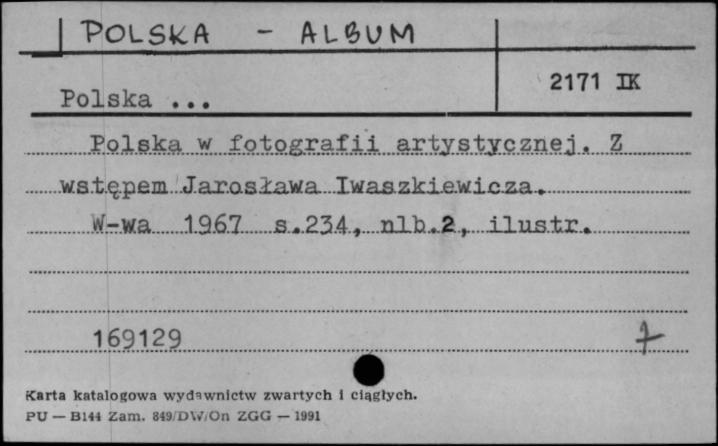 POLSKA - ALBUM
2171 IK
Polska ...
Polska w fotografii artystycznej. Z
wstępem Jarosława Iwaszkiewicza.
W-wa 1967 s.234, nlb.2, ilustr.
169129
Karta katalogowa wydawnictw zwartych i ciągłych.
PU — B144 Zam. 849/DW/On ZGG — 1991